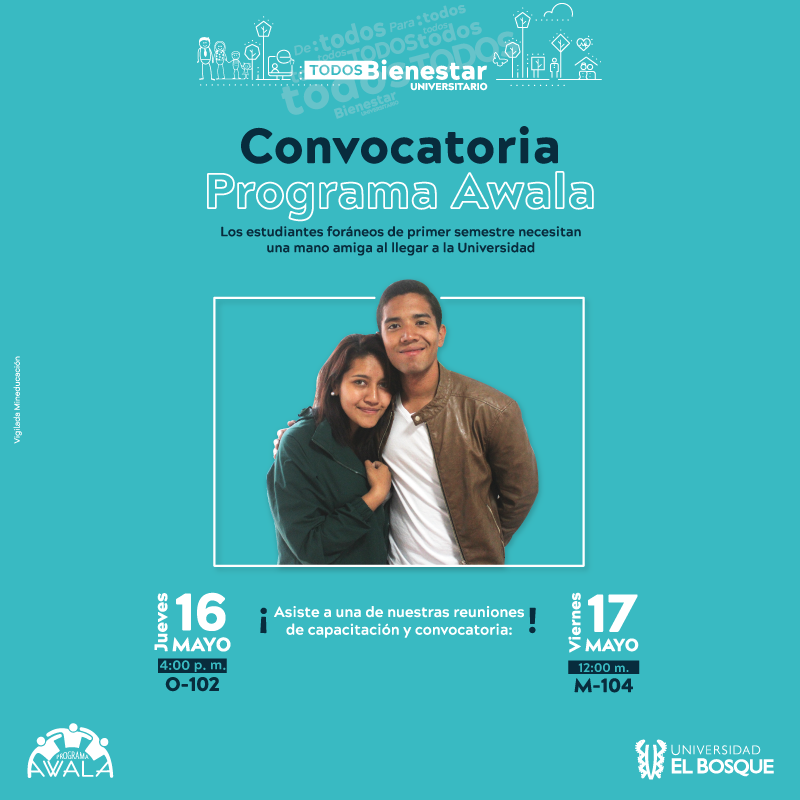 De:todos Para:todos
TODOS Bienestar
UNIVERSITARIO
Bienestar
Convocatoria
Programa Awala
Los estudiantes foráneos de primer semestre necesitan
una mano amiga al llegar a la Universidad
Vigilada Mineducación
Jueves
16
MAYO
4:00 p. m.
O-102
¡Asiste a una de nuestras reuniones
de capacitación y convocatoria:!
Viernes
17
MAYO
12:00 m.
M-104
PROGRAMA
AWALA
UNIVERSIDAD
EL BOSQUE